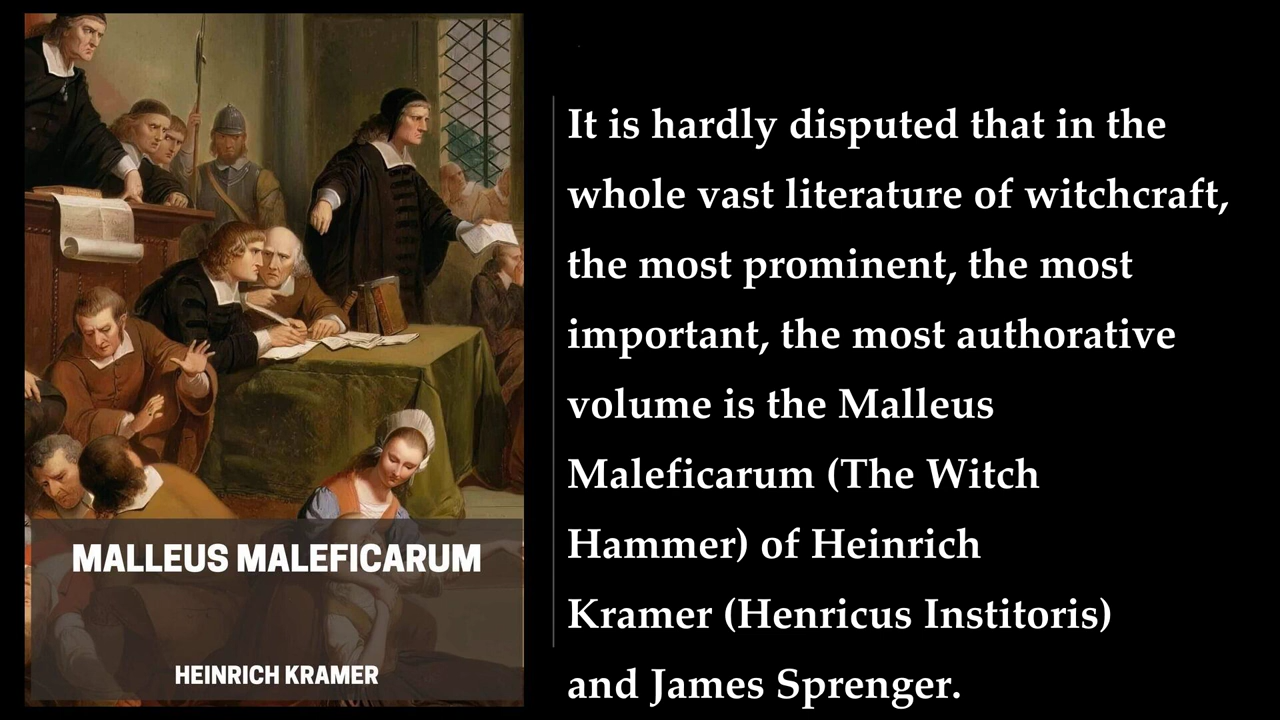 MALLEUS MALEFICARUM
HEINRICH KRAMER
It is hardly disputed that in the
whole vast literature of witchcraft,
the most prominent, the most
important, the most authorative
volume is the Malleus
Maleficarum (The Witch
Hammer) of Heinrich
Kramer (Henricus Institoris)
and James Sprenger.